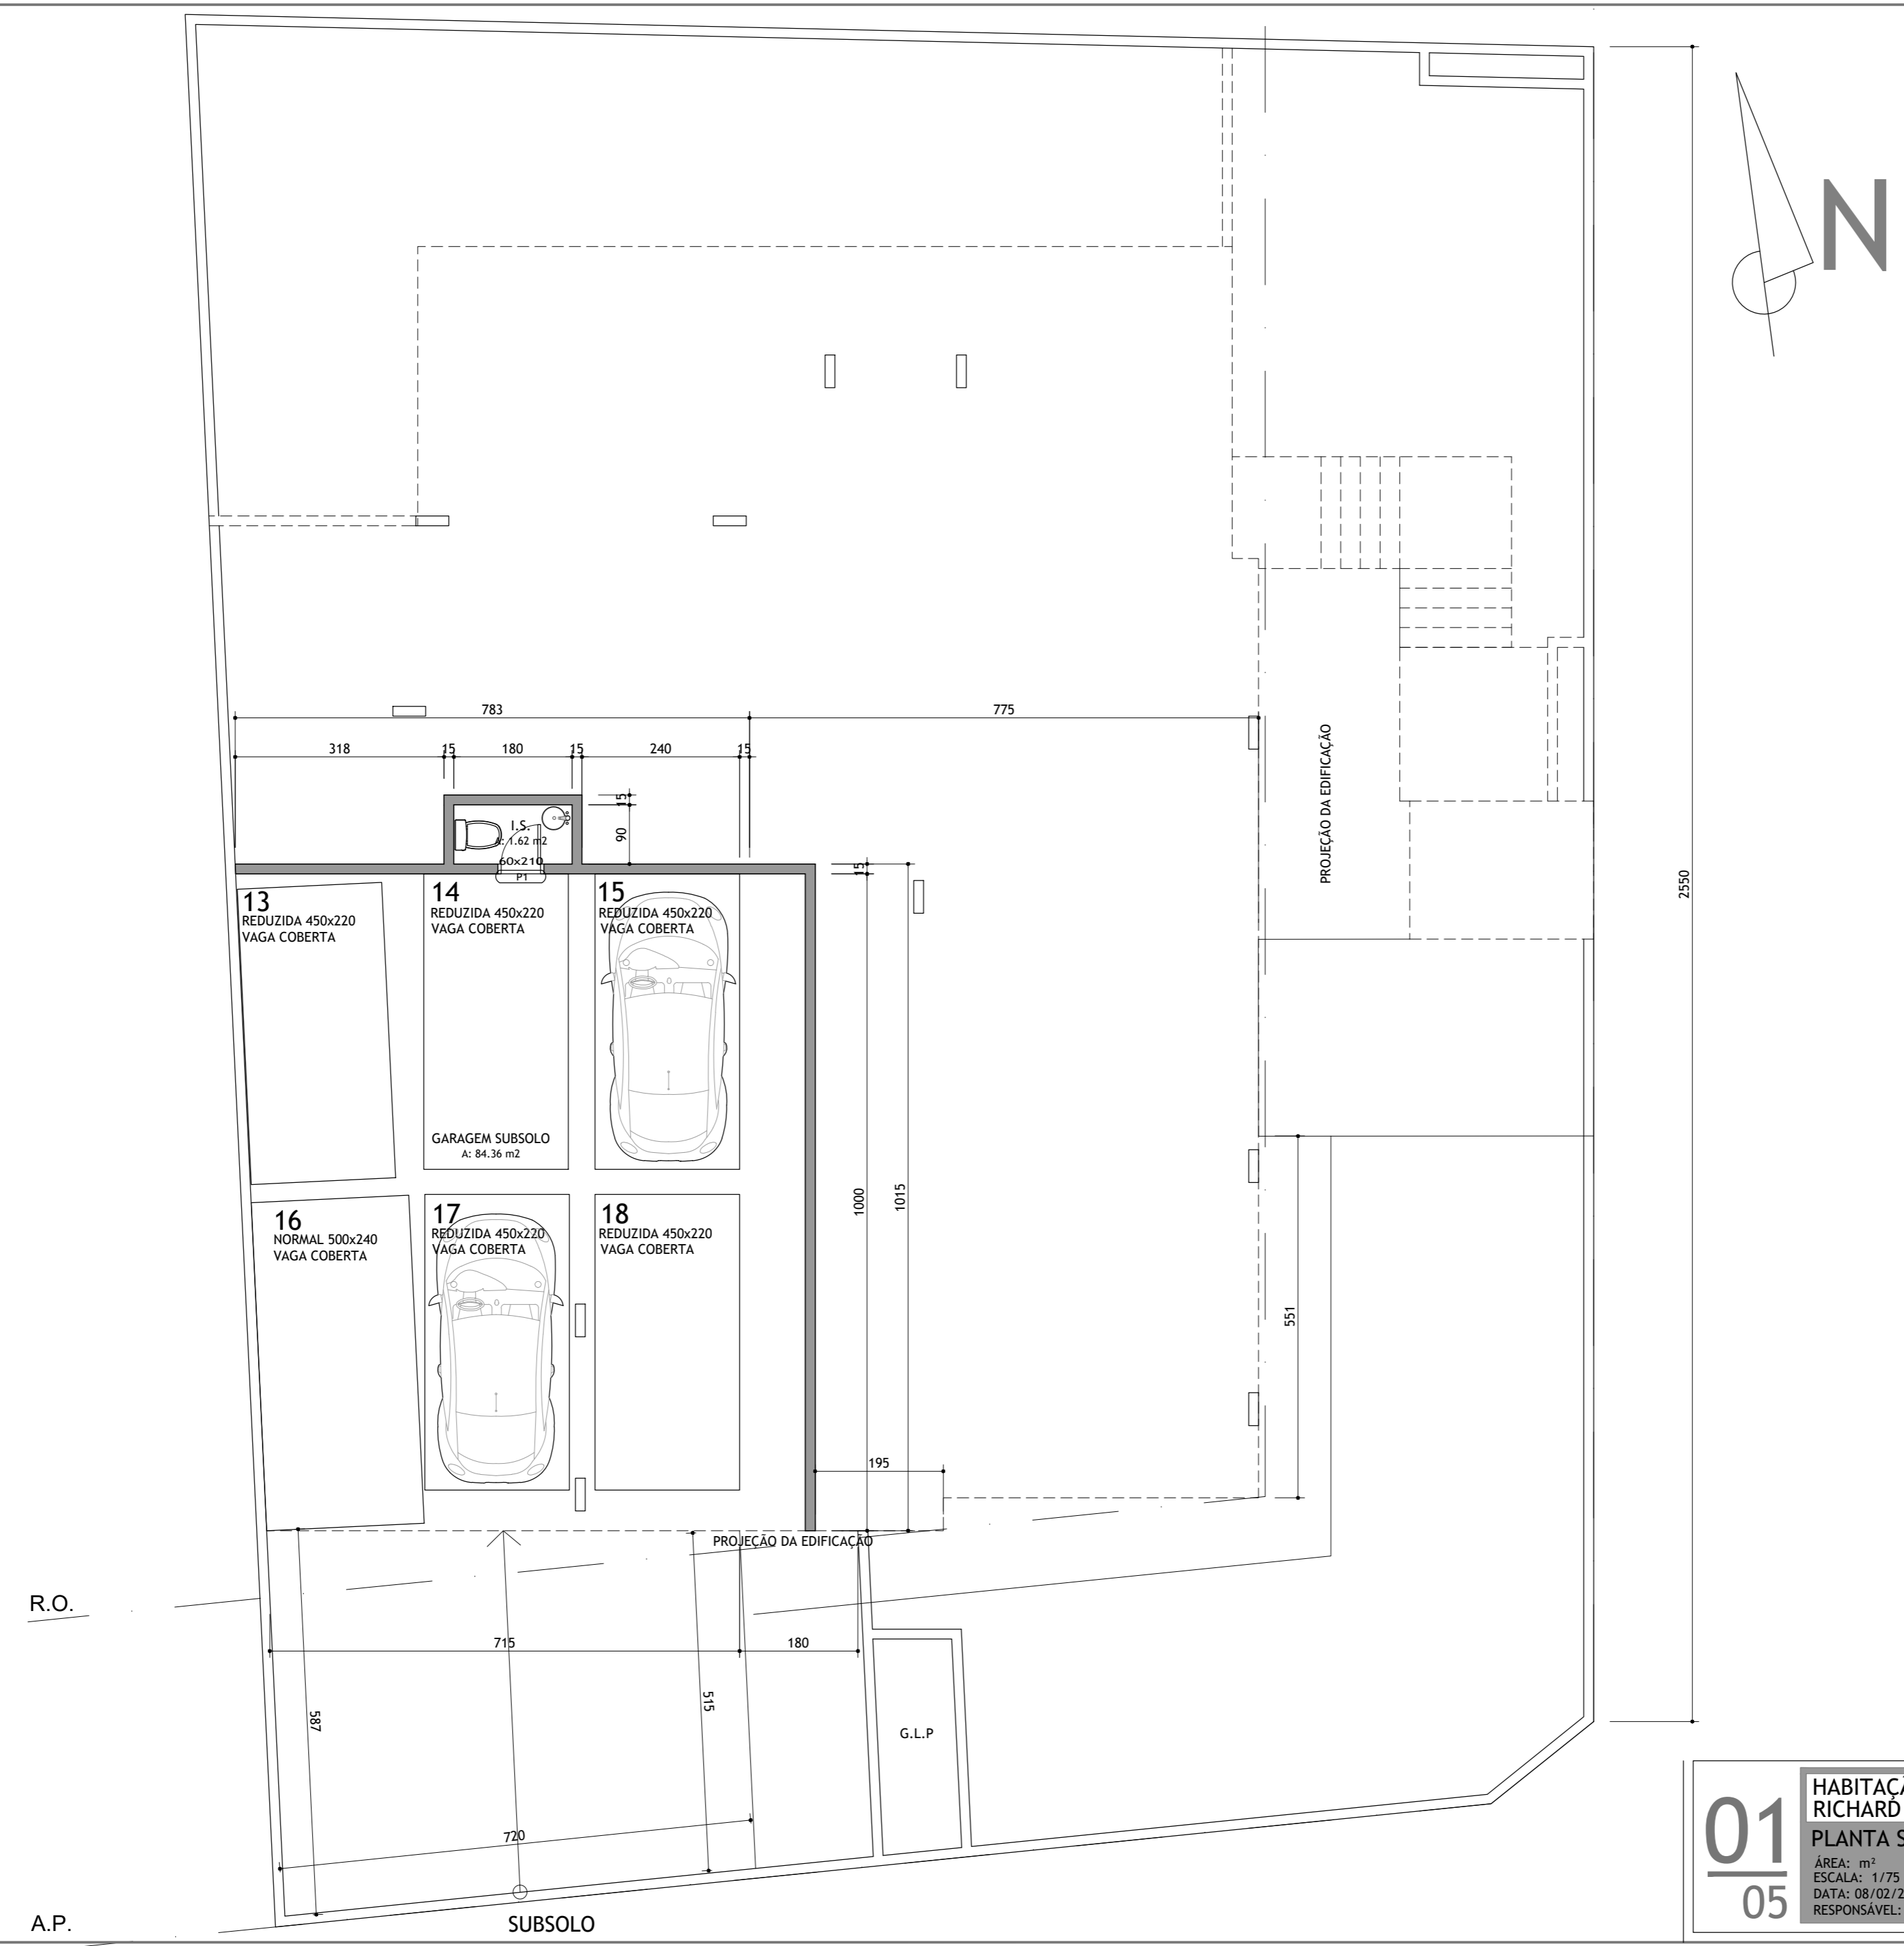 N
783
775
318
15
180
15
240
15
15
90
I.S.
A: 1.62 m2
60x210
P1
15
PROJEÇÃO DA EDIFICAÇÃO
2550
13
REDUZIDA 450x220
VAGA COBERTA
14
REDUZIDA 450x220
VAGA COBERTA
15
REDUZIDA 450x220
VAGA COBERTA
GARAGEM SUBSOLO
A: 84.36 m2
1000
1015
16
NORMAL 500x240
VAGA COBERTA
17
REDUZIDA 450x220
VAGA COBERTA
18
REDUZIDA 450x220
VAGA COBERTA
551
195
PROJEÇÃO DA EDIFICAÇÃO
R.O.
715
180
587
515
G.L.P
720
A.P.
SUBSOLO
01
05
RICHARD
PLANTA
ÁREA: m²
ESCALA: 1/75
DATA: 08/02/2
RESPONSÁVEL: